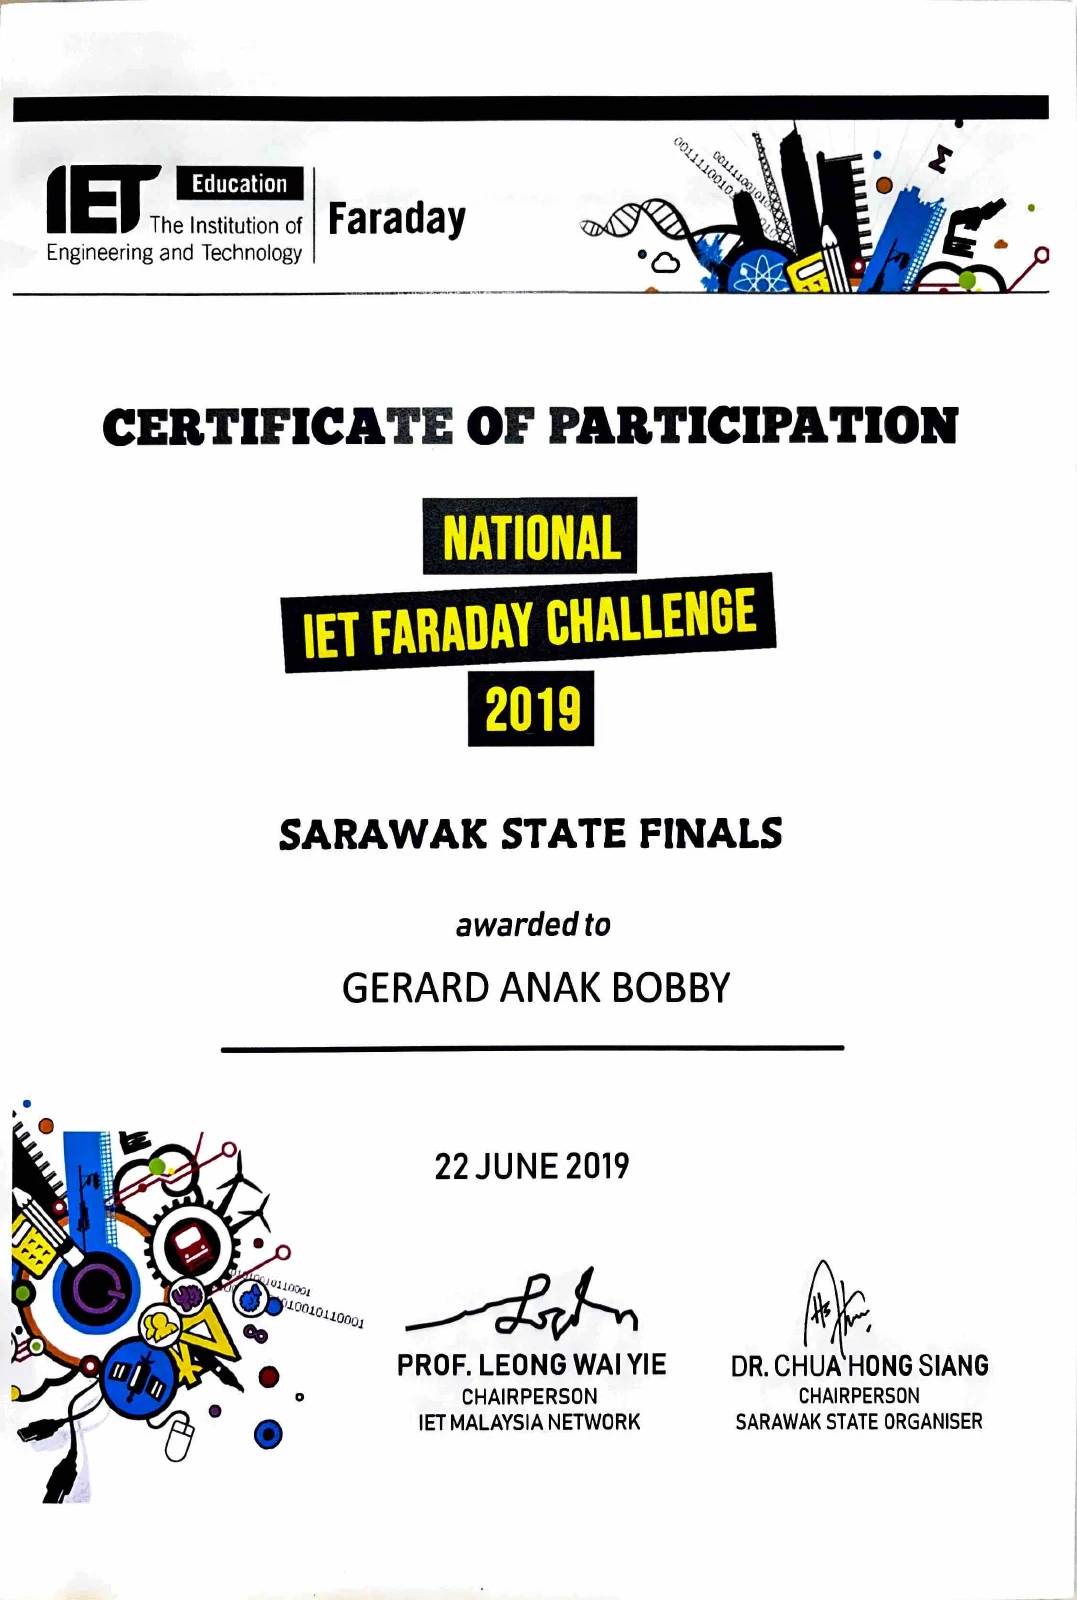 IET Education
The Institution of
Engineering and Technology
Faraday
CERTIFICATE OF PARTICIPATION
NATIONAL
IET FARADAY CHALLENGE
2019
SARAWAK STATE FINALS
awarded to
GERARD ANAK BOBBY
22 JUNE 2019
PROF. LEONG WAI YIE
CHAIRPERSON
IET MALAYSIA NETWORK
DR. CHUA HONG SIANG
CHAIRPERSON
SARAWAK STATE ORGANISER